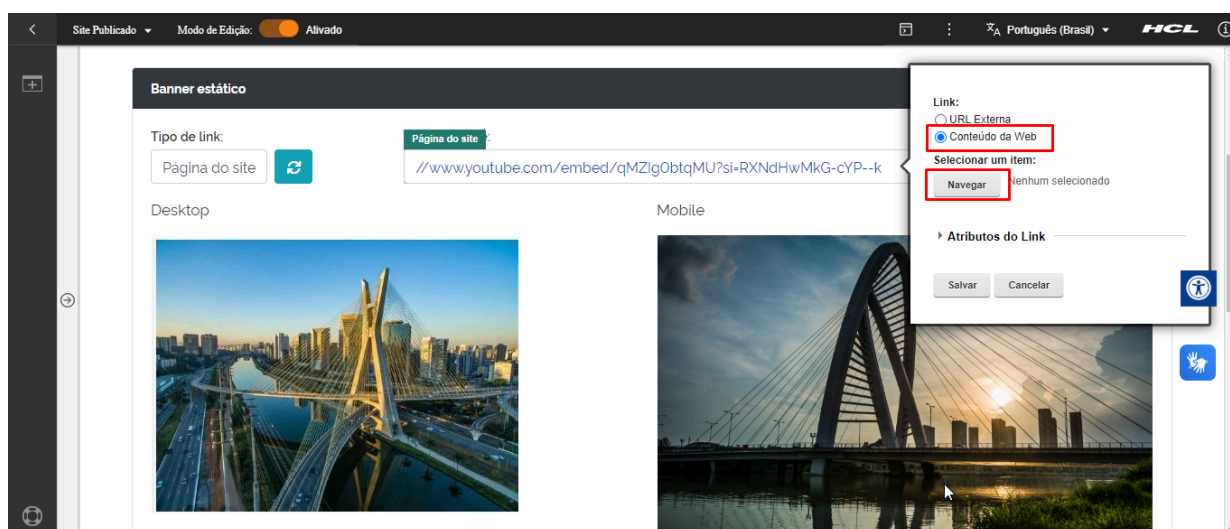 Site Publicado
Modo de Edição:
Ativado
Português (Brasil)
HCL
Banner estático
Tipo de link:
Página do site
Página do site
//www.youtube.com/embed/qMZIg0btqMU?si=RXNdHwMkG-cYP--k
Desktop
Mobile
Link:
URL Externa
Conteúdo da Web
Selecionar um item:
Navegar
Nenhum selecionado
Atributos do Link
Salvar
Cancelar